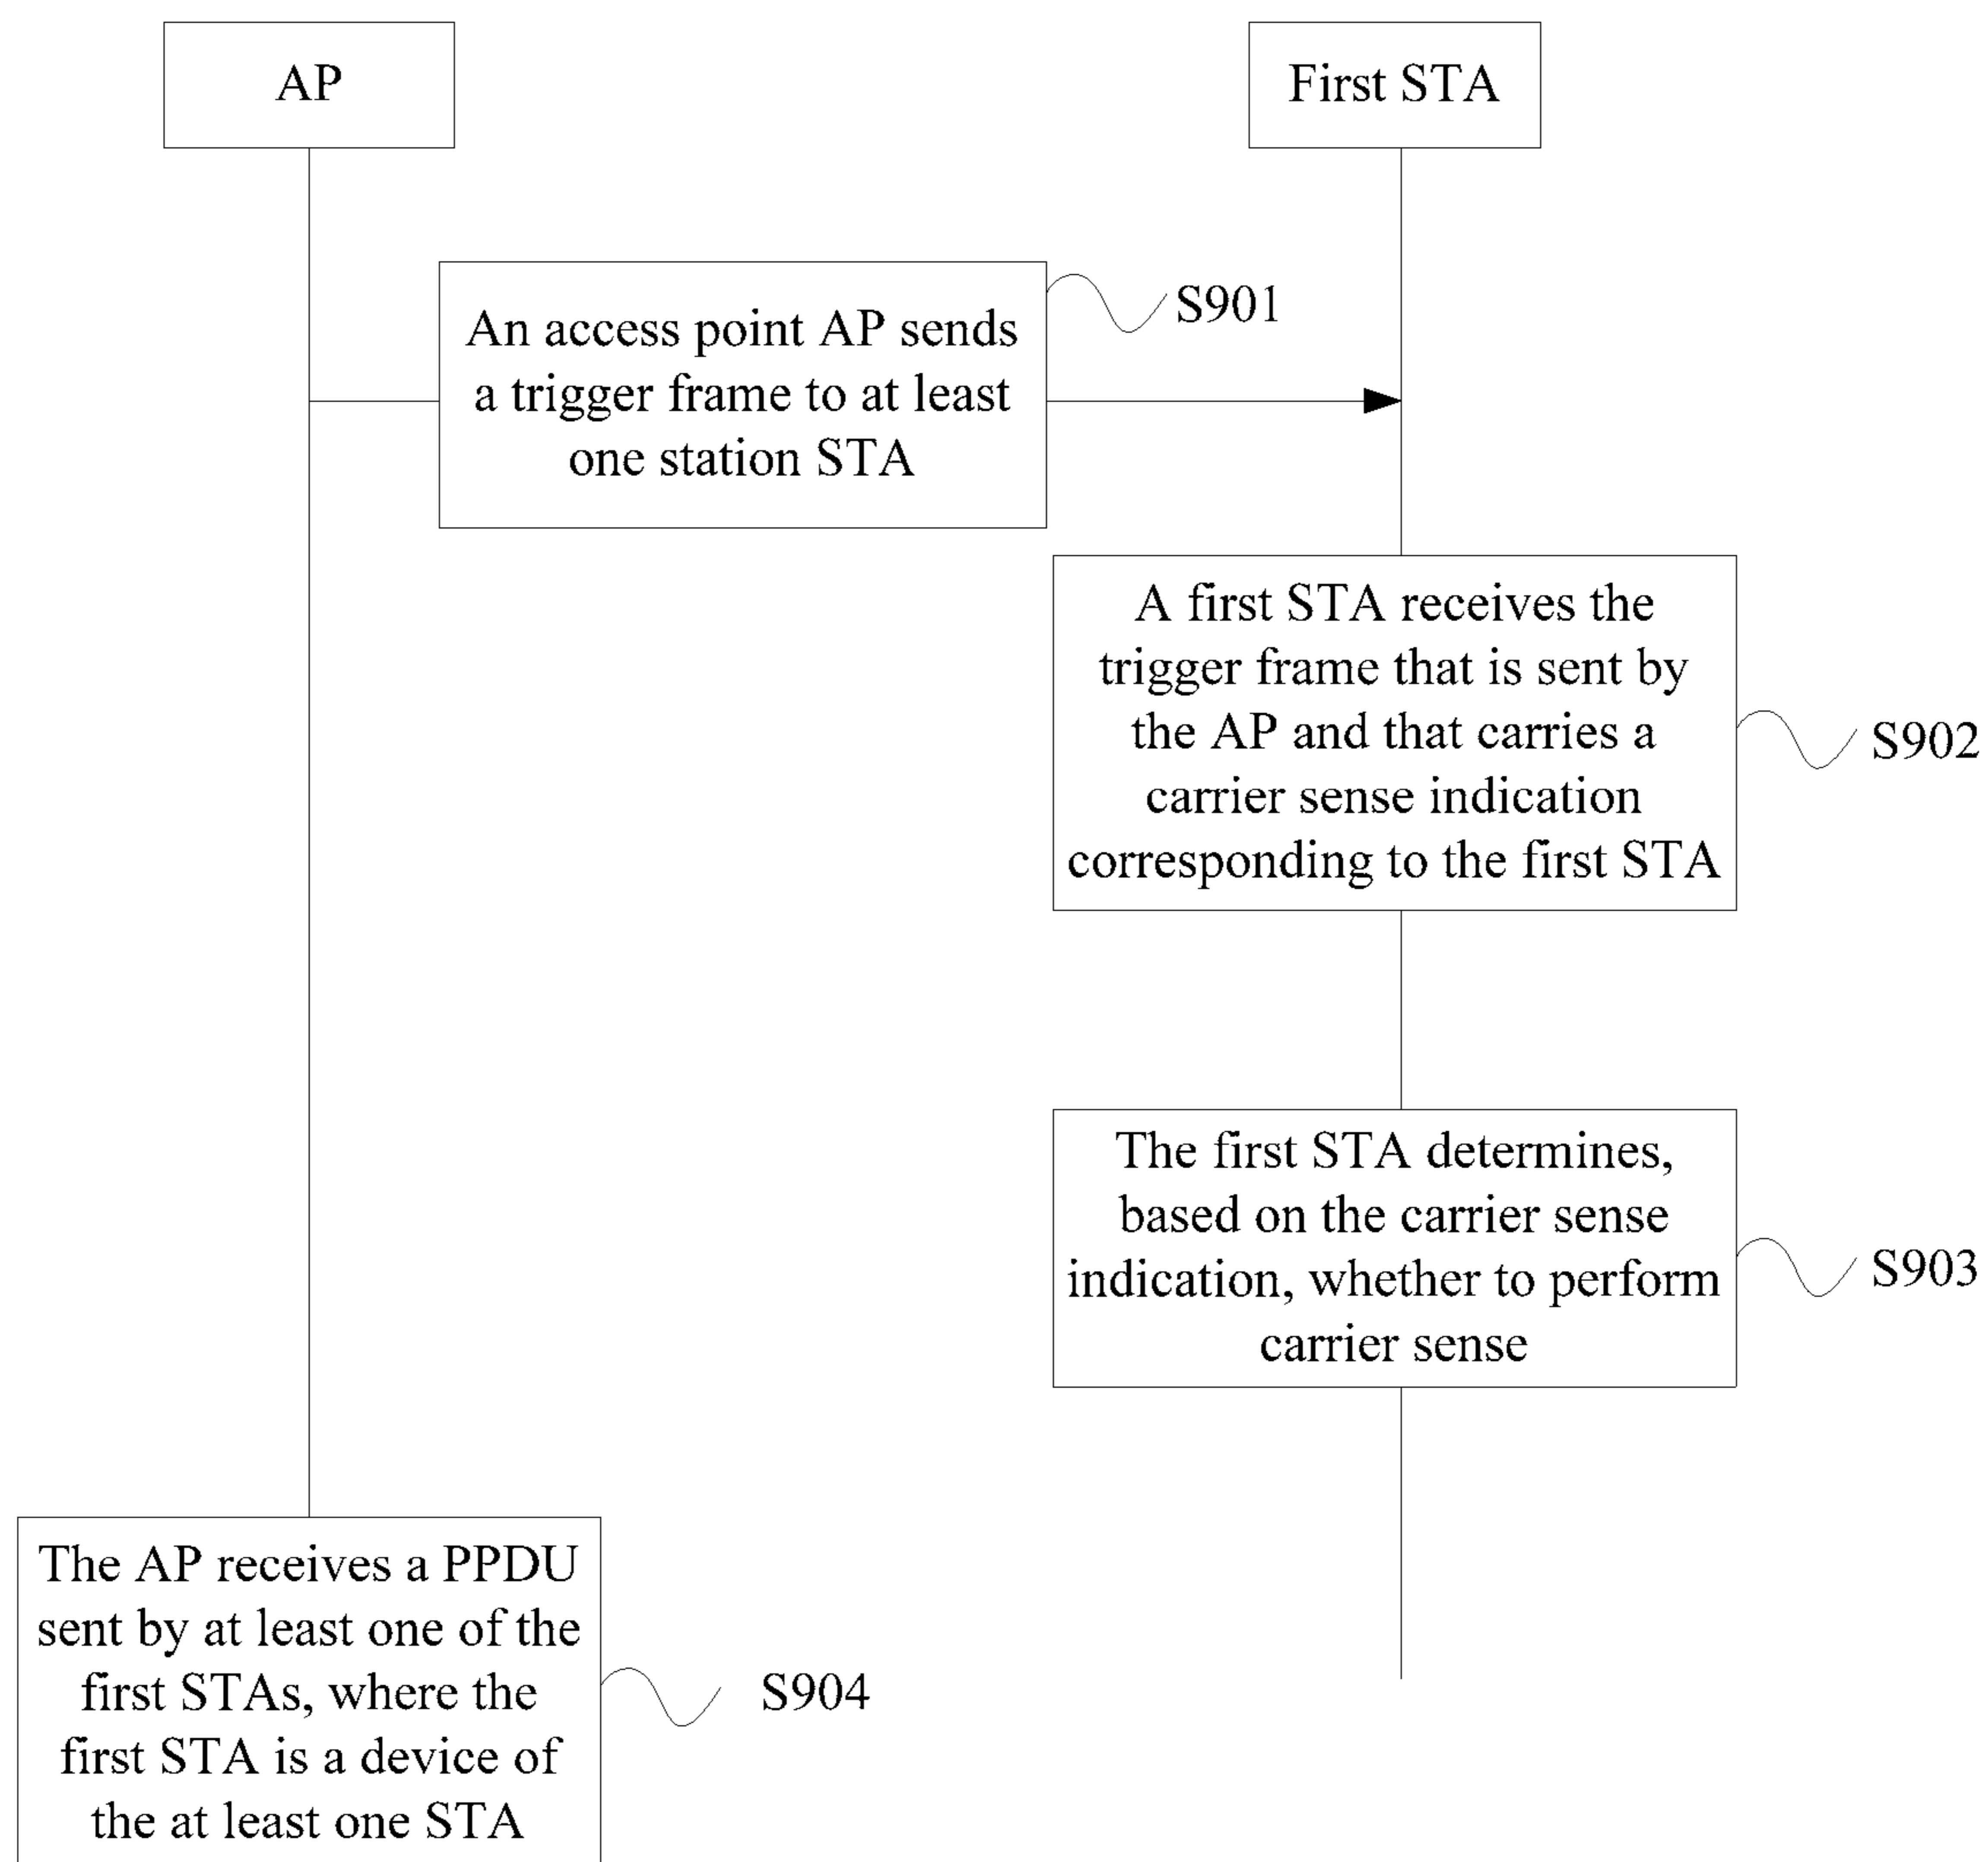 AP
First STA
An access point AP sends
a trigger frame to at least
one station STA
S901
A first STA receives the
trigger frame that is sent by
the AP and that carries a
carrier sense indication
corresponding to the first STA
S902
The first STA determines,
based on the carrier sense
indication, whether to perform
carrier sense
S903
The AP receives a PPDU
sent by at least one of the
first STAs, where the
first STA is a device of
the at least one STA
S904